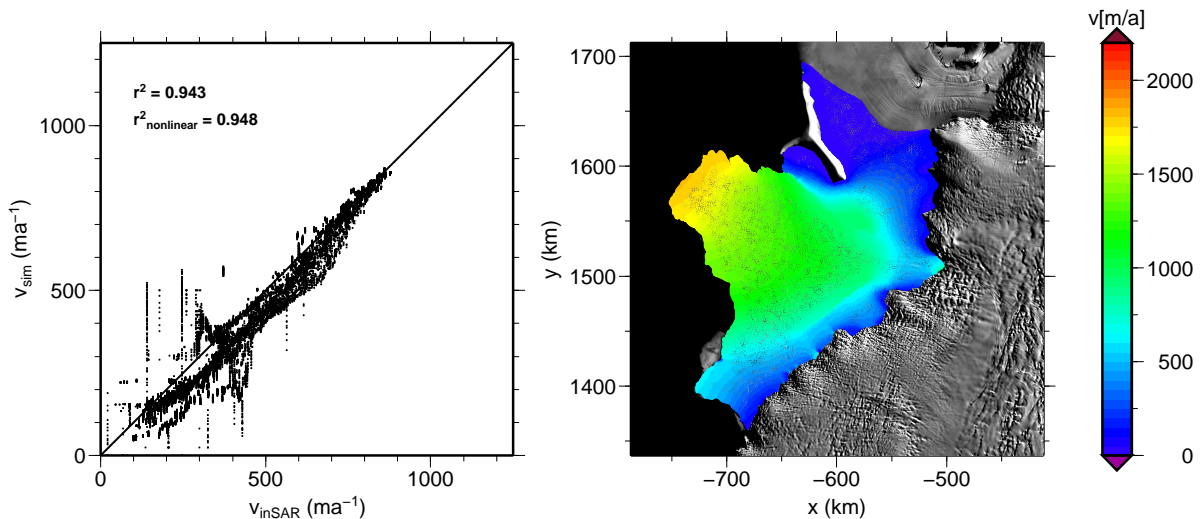 v[m/a]
r² = 0.943
r²nonlinear = 0.948
1000
500
0
0
500
1000
vsim (ma⁻¹)
vinSAR (ma⁻¹)
1700
1600
1500
1400
y (km)
−700
−600
−500
x (km)
2000
1500
1000
500
0